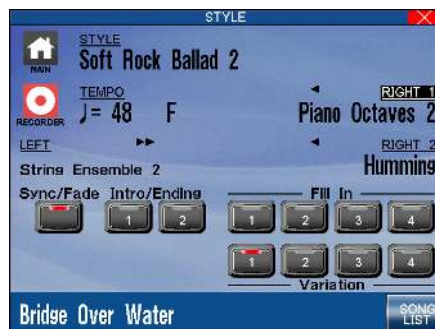 STYLE
MAIN
STYLE
Soft Rock Ballad 2
RECORDER
TEMPO
♩= 48 F
◄ RIGHT 1
Piano Octaves 2
LEFT ►►
String Ensemble 2
◄ RIGHT 2
Humming
Sync/Fade Intro/Ending
Fill In
1 2
1 2 3 4
1 2 3 4
Variation
Bridge Over Water
SONG LIST